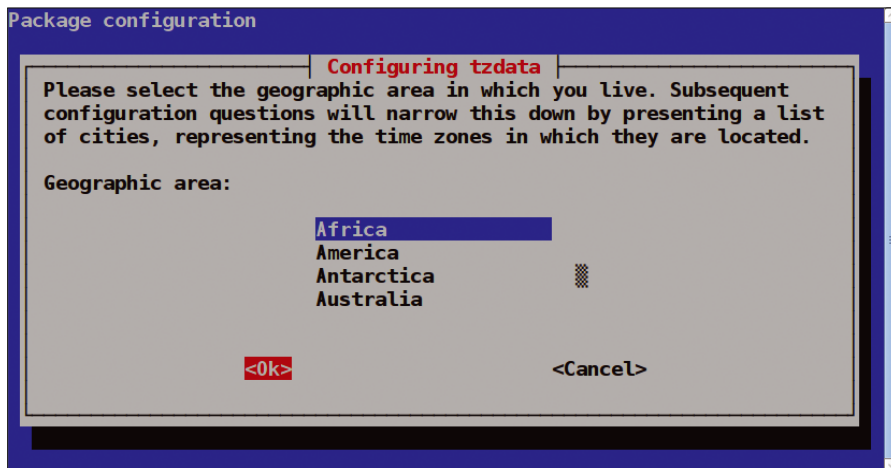 Package configuration
Configuring tzdata
Please select the geographic area in which you live. Subsequent
configuration questions will narrow this down by presenting a list
of cities, representing the time zones in which they are located.
Geographic area:
Africa
America
Antarctica
Australia
<Ok> <Cancel>